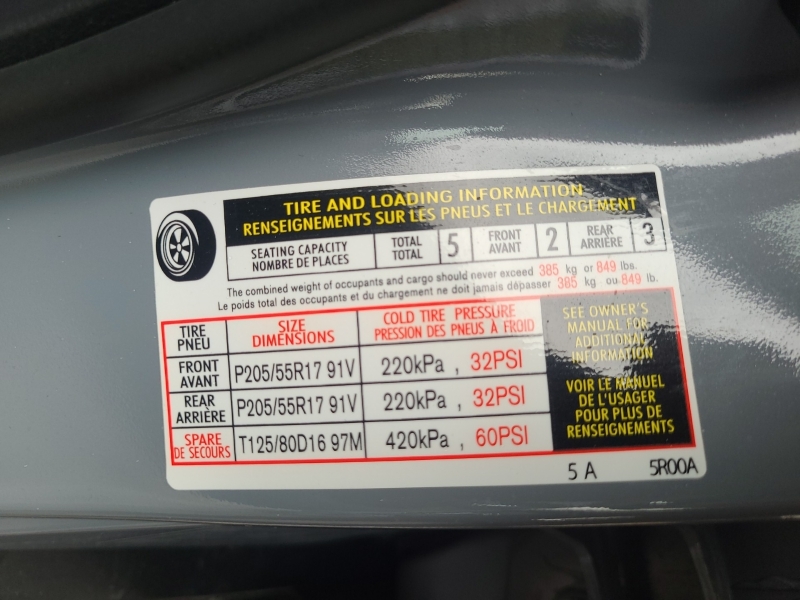 TIRE AND LOADING INFORMATION
RENSEIGNEMENTS SUR LES PNEUS ET LE CHARGEMENT
SEATING CAPACITY
NOMBRE DE PLACES
TOTAL
TOTAL
5
FRONT
AVANT
2
REAR
ARRIÈRE
3
The combined weight of occupants and cargo should never exceed 385 kg or 849 lbs.
Le poids total des occupants et du chargement ne doit jamais dépasser 385 kg ou 849 lb.
TIRE
PNEU
SIZE
DIMENSIONS
COLD TIRE PRESSURE
PRESSION DES PNEUS À FROID
FRONT
AVANT
P205/55R17 91V
220kPa , 32PSI
REAR
ARRIÈRE
P205/55R17 91V
220kPa , 32PSI
SPARE
DE SECOURS
T125/80D16 97M
420kPa , 60PSI
SEE OWNER'S
MANUAL FOR
ADDITIONAL
INFORMATION
VOIR LE MANUEL
DE L'USAGER
POUR PLUS DE
RENSEIGNEMENTS
5 A
5R00A